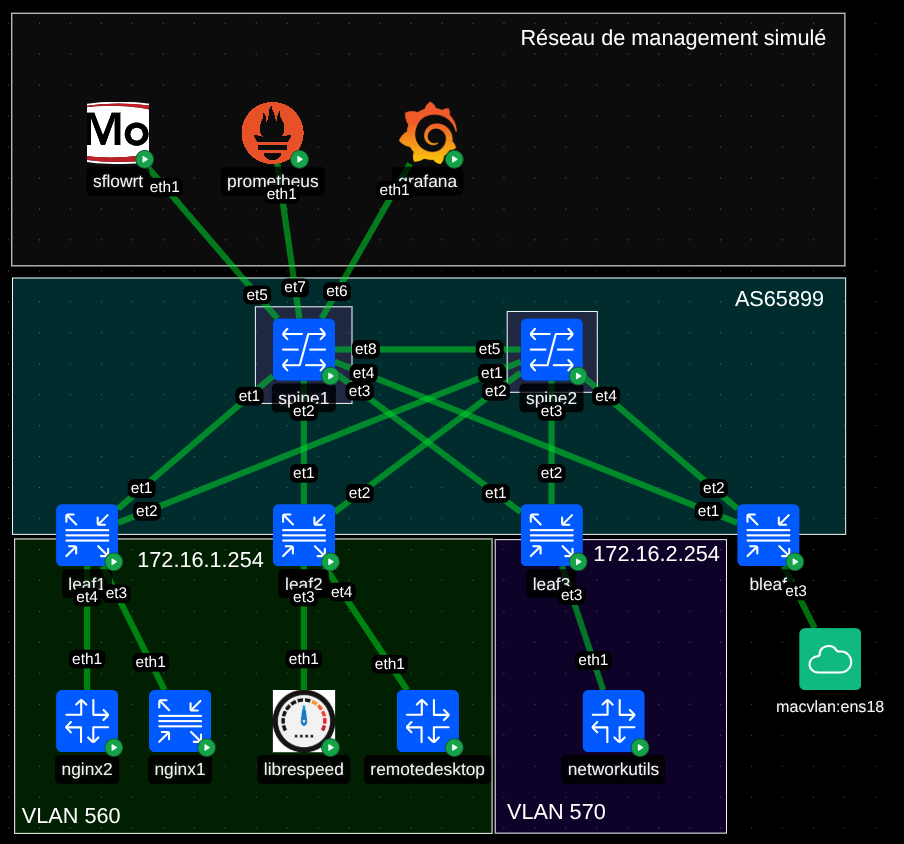 Réseau de management simulé
Mo
sflowrt
prometheus
grafana
eth1
eth1
eth1
et5
et7
et6
AS65899
et8
et5
et4
et1
et3
et2
et1
spine1
et2
spine2
et3
et4
et1
et2
et1
et2
et1
et2
et2
et1
172.16.1.254
172.16.2.254
leaf1
et4
et3
leaf2
et3
et4
leaf3
et3
bleaf
et3
eth1
eth1
eth1
eth1
eth1
macvlan:ens18
nginx2
nginx1
librespeed
remotedesktop
networkutils
VLAN 560
VLAN 570